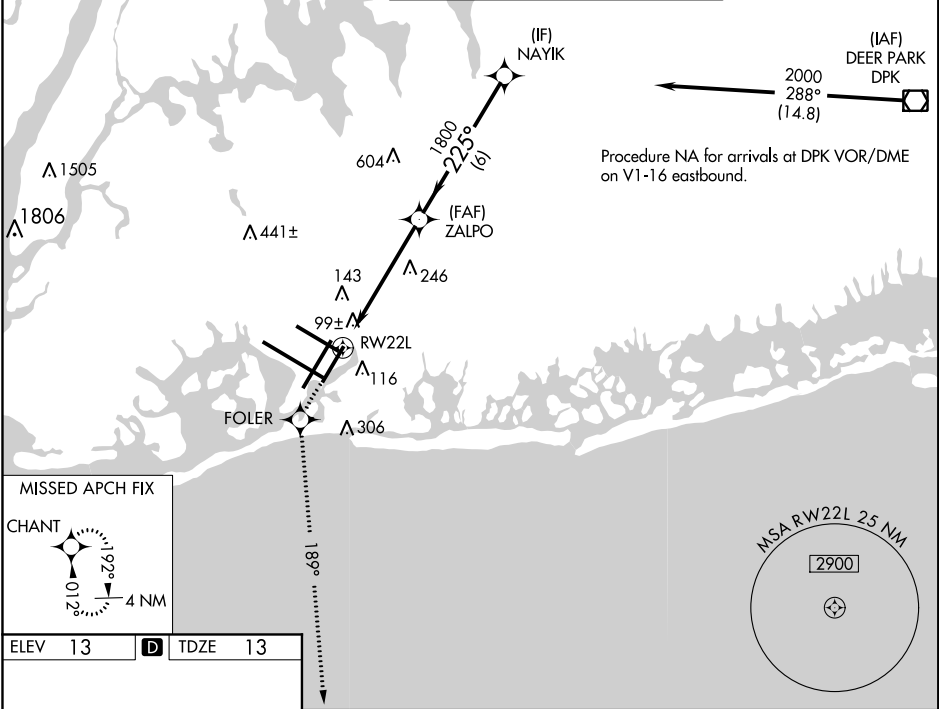 (IF)
NAYIK
(IAF)
DEER PARK
DPK
2000
288°
(14.8)
1800
225°
(6)
604
Procedure NA for arrivals at DPK VOR/DME
on V1-16 eastbound.
1505
1806
441±
(FAF)
ZALPO
246
143
99±
RW22L
116
FOLER
306
189°
MISSED APCH FIX
CHANT
192°
012°
4 NM
MSA RW22L 25 NM
2900
ELEV 13 D TDZE 13